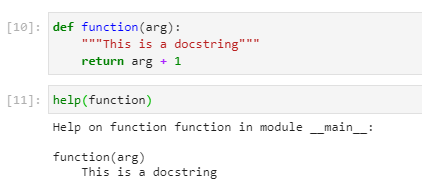 [10]: def function(arg):
    """This is a docstring"""
    return arg + 1
[11]: help(function)
Help on function function in module __main__:
function(arg)
    This is a docstring